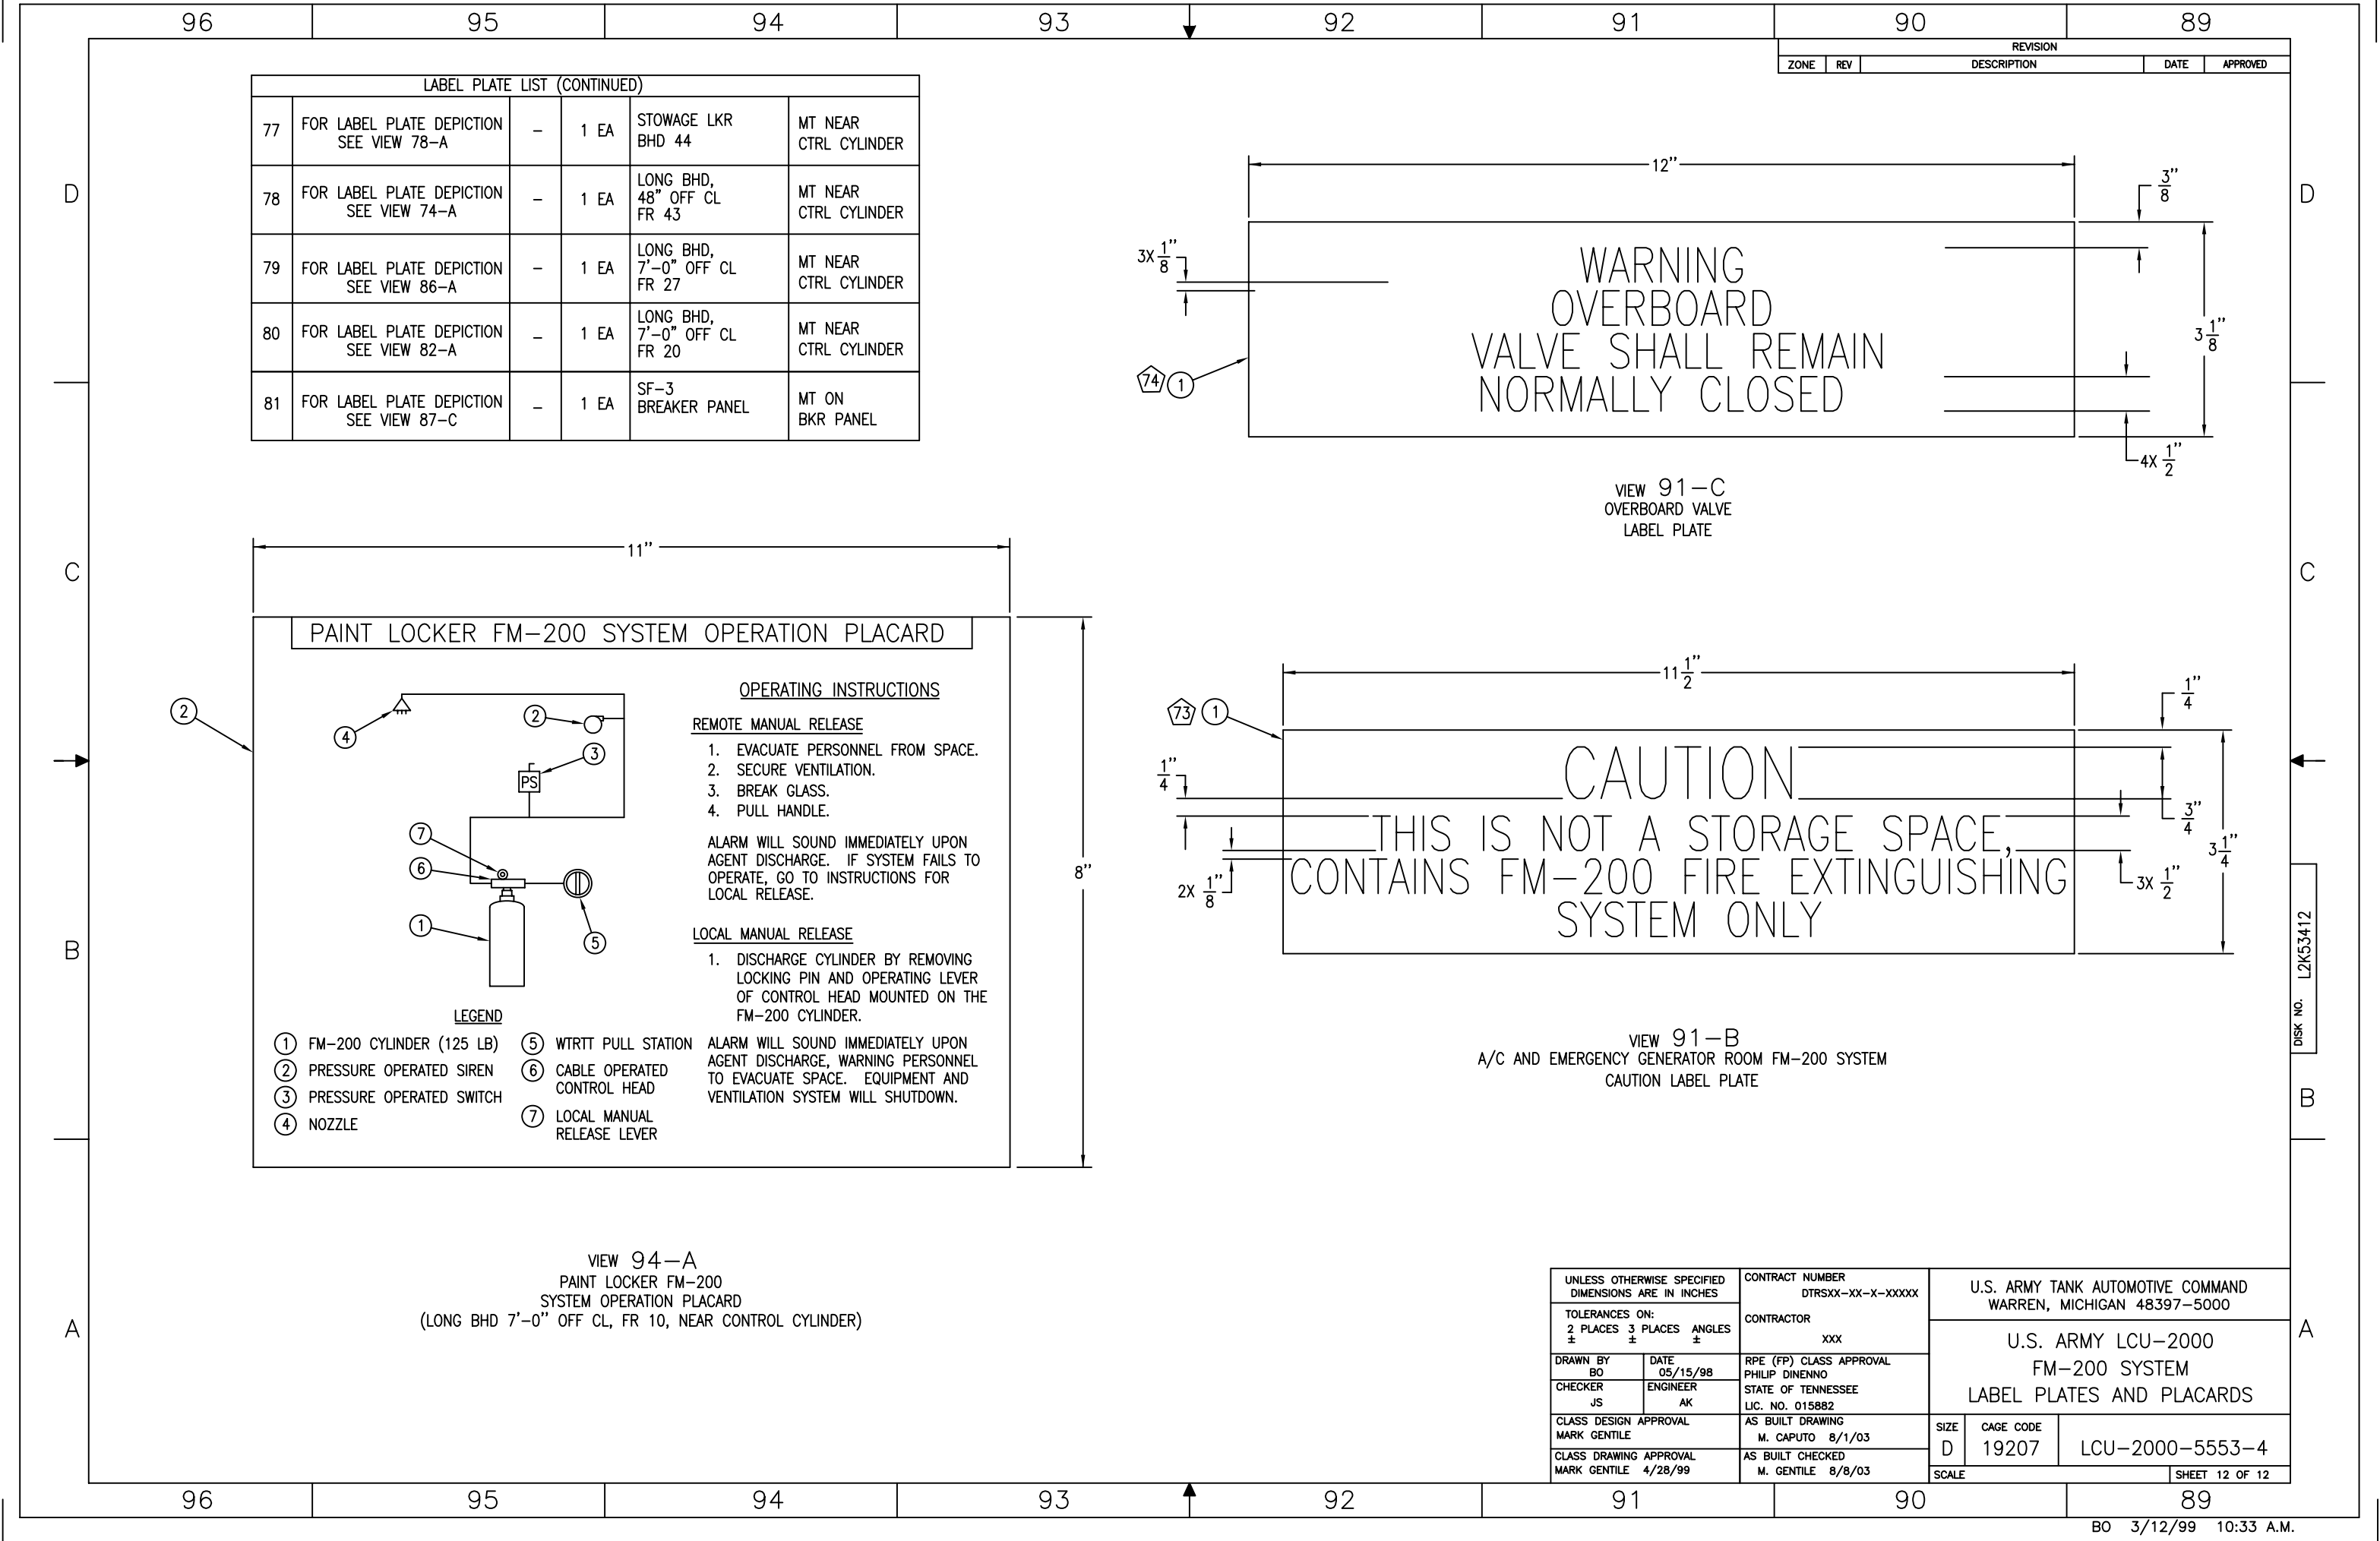 96 95 94 93 92 91 90 89
REVISION
ZONE REV DESCRIPTION DATE APPROVED
LABEL PLATE LIST (CONTINUED)
77 FOR LABEL PLATE DEPICTION SEE VIEW 78-A - 1 EA STOWAGE LKR BHD 44 MT NEAR CTRL CYLINDER
78 FOR LABEL PLATE DEPICTION SEE VIEW 74-A - 1 EA LONG BHD, 48" OFF CL FR 43 MT NEAR CTRL CYLINDER
79 FOR LABEL PLATE DEPICTION SEE VIEW 86-A - 1 EA LONG BHD, 7'-0" OFF CL FR 27 MT NEAR CTRL CYLINDER
80 FOR LABEL PLATE DEPICTION SEE VIEW 82-A - 1 EA LONG BHD, 7'-0" OFF CL FR 20 MT NEAR CTRL CYLINDER
81 FOR LABEL PLATE DEPICTION SEE VIEW 87-C - 1 EA SF-3 BREAKER PANEL MT ON BKR PANEL
D
D
12"
3/8"
3X 1/8"
3 1/8"
4X 1/2"
74 1
WARNING
OVERBOARD
VALVE SHALL REMAIN
NORMALLY CLOSED
VIEW 91-C
OVERBOARD VALVE
LABEL PLATE
C
C
11"
8"
2
PAINT LOCKER FM-200 SYSTEM OPERATION PLACARD
4
2
3
PS
7
6
1
5
OPERATING INSTRUCTIONS
REMOTE MANUAL RELEASE
1. EVACUATE PERSONNEL FROM SPACE.
2. SECURE VENTILATION.
3. BREAK GLASS.
4. PULL HANDLE.
ALARM WILL SOUND IMMEDIATELY UPON
AGENT DISCHARGE. IF SYSTEM FAILS TO
OPERATE, GO TO INSTRUCTIONS FOR
LOCAL RELEASE.
LOCAL MANUAL RELEASE
1. DISCHARGE CYLINDER BY REMOVING
LOCKING PIN AND OPERATING LEVER
OF CONTROL HEAD MOUNTED ON THE
FM-200 CYLINDER.
ALARM WILL SOUND IMMEDIATELY UPON
AGENT DISCHARGE, WARNING PERSONNEL
TO EVACUATE SPACE. EQUIPMENT AND
VENTILATION SYSTEM WILL SHUTDOWN.
LEGEND
1 FM-200 CYLINDER (125 LB)
2 PRESSURE OPERATED SIREN
3 PRESSURE OPERATED SWITCH
4 NOZZLE
5 WTRTT PULL STATION
6 CABLE OPERATED
CONTROL HEAD
7 LOCAL MANUAL
RELEASE LEVER
VIEW 94-A
PAINT LOCKER FM-200
SYSTEM OPERATION PLACARD
(LONG BHD 7'-0" OFF CL, FR 10, NEAR CONTROL CYLINDER)
11 1/2"
1/4"
73 1
1/4"
2X 1/8"
3/4"
3 1/4"
3X 1/2"
CAUTION
THIS IS NOT A STORAGE SPACE,
CONTAINS FM-200 FIRE EXTINGUISHING
SYSTEM ONLY
VIEW 91-B
A/C AND EMERGENCY GENERATOR ROOM FM-200 SYSTEM
CAUTION LABEL PLATE
B
B
DISK NO. L2K53412
A
A
UNLESS OTHERWISE SPECIFIED
DIMENSIONS ARE IN INCHES
TOLERANCES ON:
2 PLACES 3 PLACES ANGLES
± ± ±
DRAWN BY
BO
DATE
05/15/98
CHECKER
JS
ENGINEER
AK
CLASS DESIGN APPROVAL
MARK GENTILE
CLASS DRAWING APPROVAL
MARK GENTILE 4/28/99
CONTRACT NUMBER
DTRSXX-XX-X-XXXXX
CONTRACTOR
XXX
RPE (FP) CLASS APPROVAL
PHILIP DINENNO
STATE OF TENNESSEE
LIC. NO. 015882
AS BUILT DRAWING
M. CAPUTO 8/1/03
AS BUILT CHECKED
M. GENTILE 8/8/03
U.S. ARMY TANK AUTOMOTIVE COMMAND
WARREN, MICHIGAN 48397-5000
U.S. ARMY LCU-2000
FM-200 SYSTEM
LABEL PLATES AND PLACARDS
SIZE
D
CAGE CODE
19207
LCU-2000-5553-4
SCALE
SHEET 12 OF 12
96 95 94 93 92 91 90 89
BO 3/12/99 10:33 A.M.